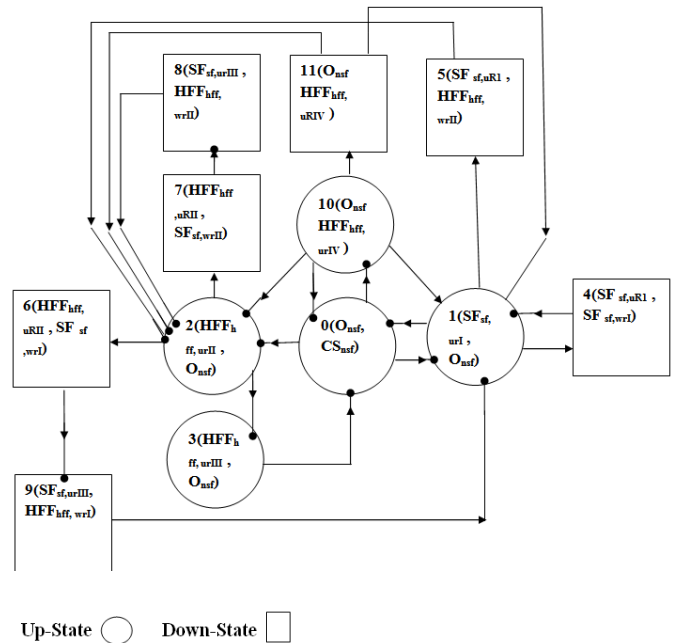 8(SFsf,urIII ,
HFFhff,
wrII)
11(Onsf
HFFhff,
uRIV )
5(SF sf,uR1 ,
HFFhff,
wrII)
7(HFFhff
,uRII ,
SFsf,wrII)
10(Onsf
HFFhff,
urIV )
6(HFFhff,
uRII , SF sf
,wrI)
2(HFFh
ff, urII ,
Onsf)
0(Onsf,
CSnsf)
1(SFsf,
urI ,
Onsf)
4(SF sf,uR1 ,
SF sf,wrI)
3(HFFh
ff, urIII ,
Onsf)
9(SFsf,urIII,
HFFhff, wrI)
Up-State Down-State